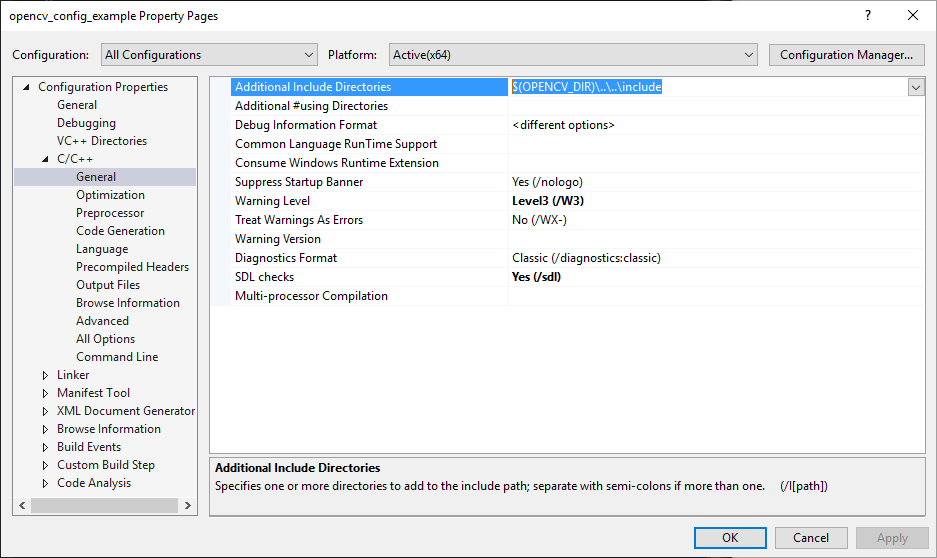 opencv_config_example Property Pages
?
Configuration: All Configurations Platform: Active(x64) Configuration Manager...
Configuration Properties
General
Debugging
VC++ Directories
C/C++
General
Optimization
Preprocessor
Code Generation
Language
Precompiled Headers
Output Files
Browse Information
Advanced
All Options
Command Line
Linker
Manifest Tool
XML Document Generator
Browse Information
Build Events
Custom Build Step
Code Analysis
Additional Include Directories $(OPENCV_DIR)\..\..\include
Additional #using Directories
Debug Information Format <different options>
Common Language RunTime Support
Consume Windows Runtime Extension
Suppress Startup Banner Yes (/nologo)
Warning Level Level3 (/W3)
Treat Warnings As Errors No (/WX-)
Warning Version
Diagnostics Format Classic (/diagnostics:classic)
SDL checks Yes (/sdl)
Multi-processor Compilation
Additional Include Directories
Specifies one or more directories to add to the include path; separate with semi-colons if more than one. (/I[path])
OK Cancel Apply